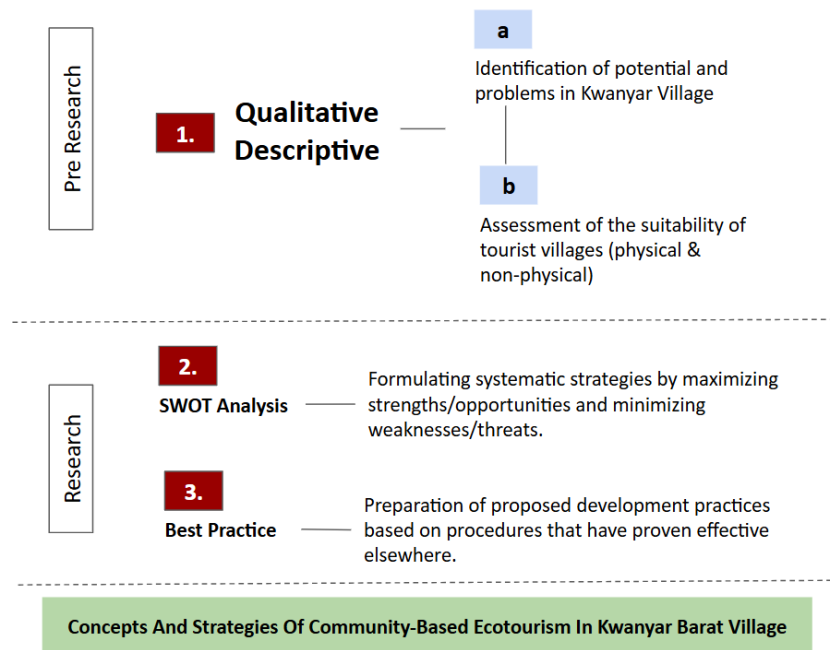 Pre Research
1.
Qualitative
Descriptive
a
Identification of potential and
problems in Kwanyar Village
b
Assessment of the suitability of
tourist villages (physical &
non-physical)
Research
2.
SWOT Analysis
Formulating systematic strategies by maximizing
strengths/opportunities and minimizing
weaknesses/threats.
3.
Best Practice
Preparation of proposed development practices
based on procedures that have proven effective
elsewhere.
Concepts And Strategies Of Community-Based Ecotourism In Kwanyar Barat Village